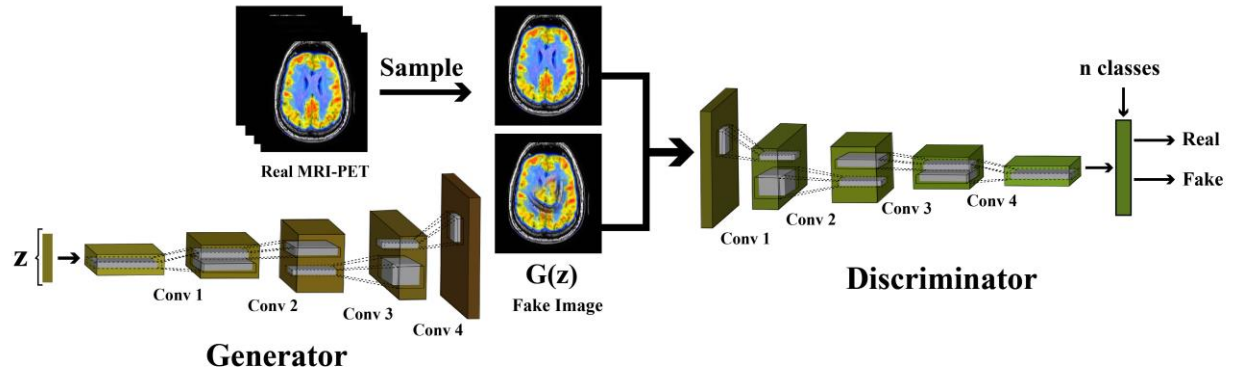 Sample
n classes
Real MRI-PET
Real
Fake
Conv 1
Conv 2
Conv 3
Conv 4
Discriminator
z
Conv 1
Conv 2
Conv 3
Conv 4
Generator
G(z)
Fake Image